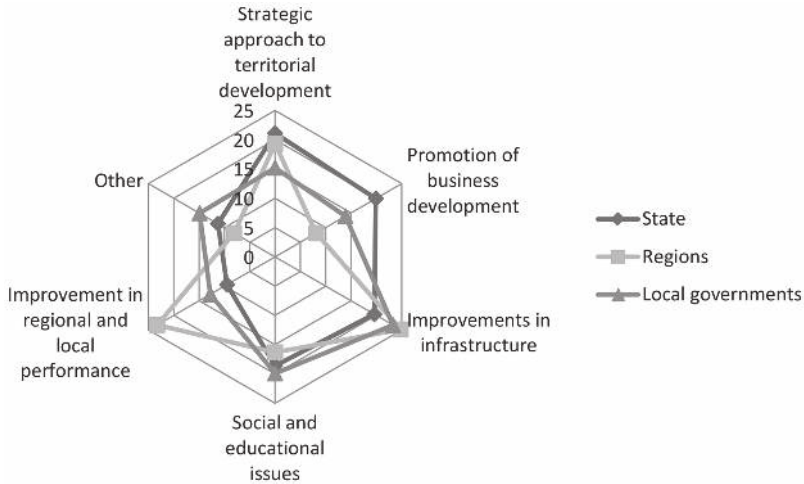 Strategic
approach to
territorial
development
25
20
15
10
5
0
Promotion of
business
development
Improvements in
infrastructure
Social and
educational
issues
Improvement in
regional and
local
performance
Other
State
Regions
Local governments